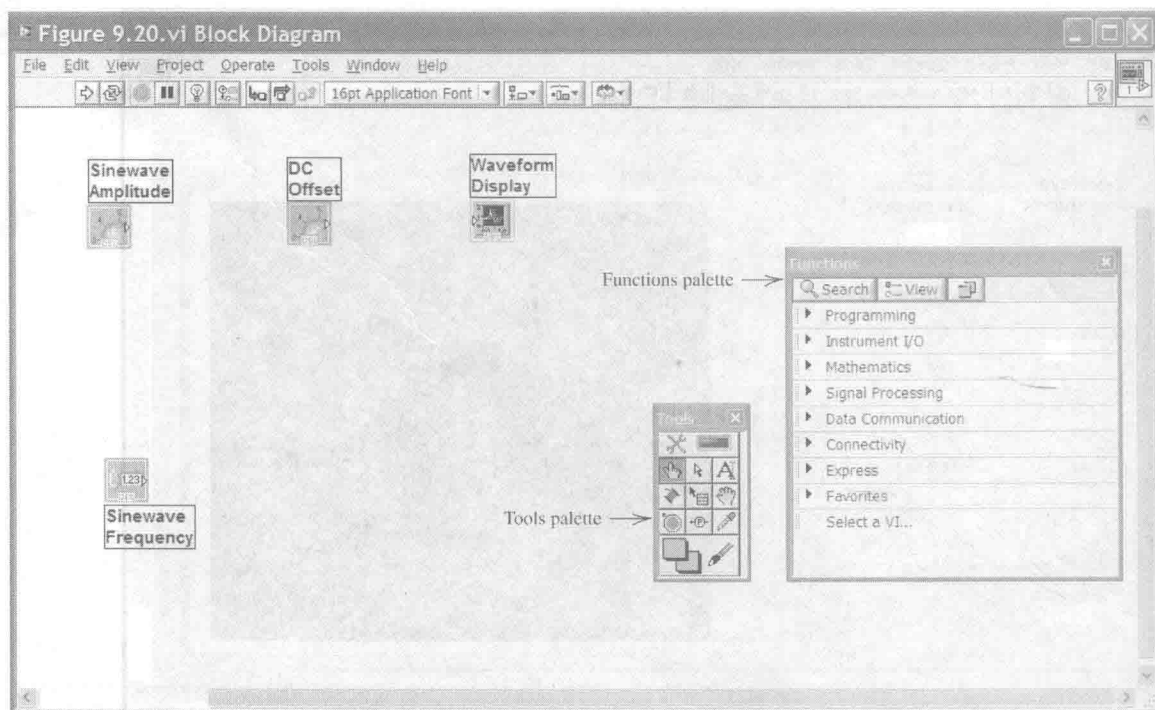 Figure 9.20.vi Block Diagram
File Edit View Project Operate Tools Window Help
16pt Application Font
Sinewave
Amplitude
DC
Offset
Waveform
Display
Functions palette
Functions
Search View
Programming
Instrument I/O
Mathematics
Signal Processing
Data Communication
Connectivity
Express
Favorites
Select a VI...
Tools
A
Tools palette
P
1.23
Sinewave
Frequency